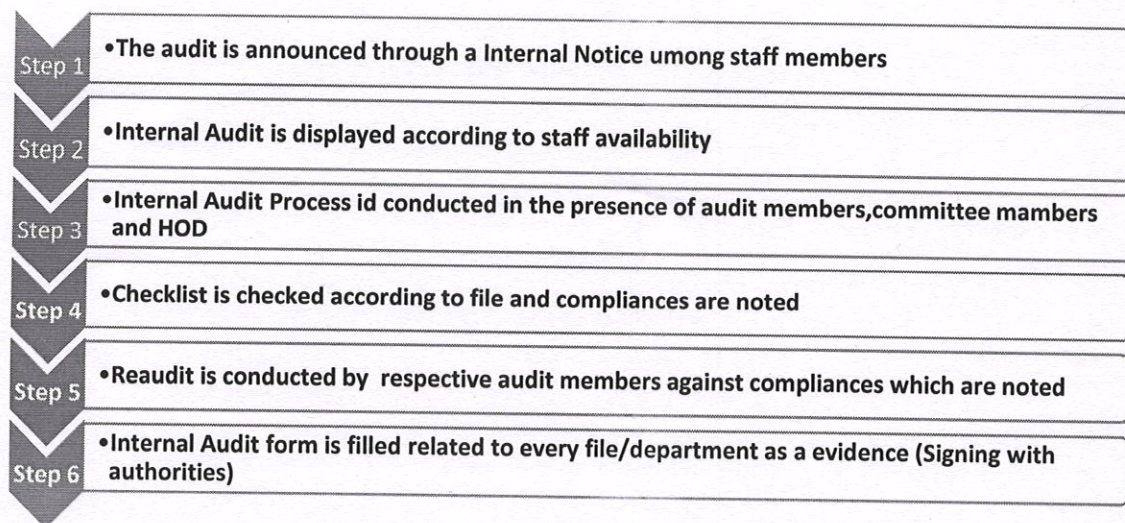 Step 1
•The audit is announced through a Internal Notice umong staff members
Step 2
•Internal Audit is displayed according to staff availability
Step 3
•Internal Audit Process id conducted in the presence of audit members,committee mambers
and HOD
Step 4
•Checklist is checked according to file and compliances are noted
Step 5
•Reaudit is conducted by respective audit members against compliances which are noted
Step 6
•Internal Audit form is filled related to every file/department as a evidence (Signing with
authorities)